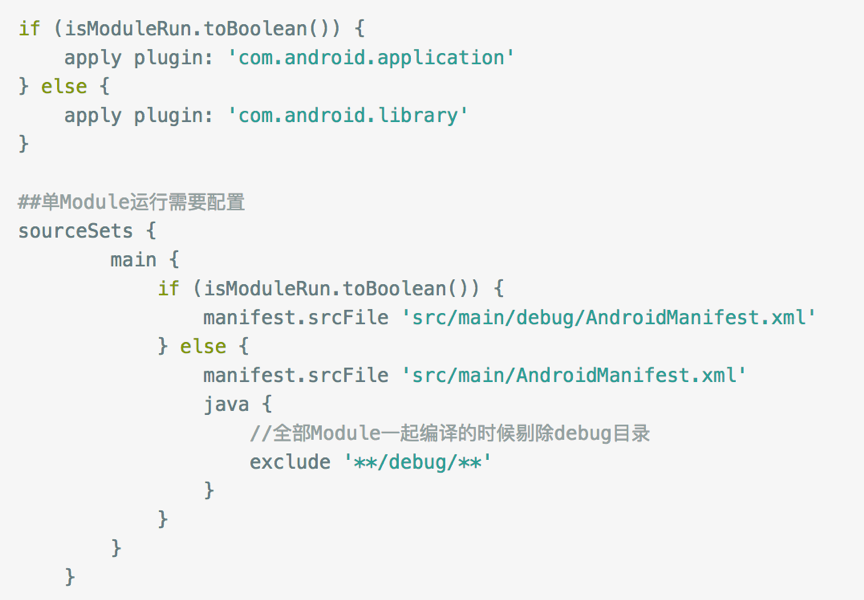 if (isModuleRun.toBoolean()) {
    apply plugin: 'com.android.application'
} else {
    apply plugin: 'com.android.library'
}

##单Module运行需要配置
sourceSets {
        main {
            if (isModuleRun.toBoolean()) {
                manifest.srcFile 'src/main/debug/AndroidManifest.xml'
            } else {
                manifest.srcFile 'src/main/AndroidManifest.xml'
                java {
                    //全部Module一起编译的时候剔除debug目录
                    exclude '**/debug/**'
                }
            }
        }
    }